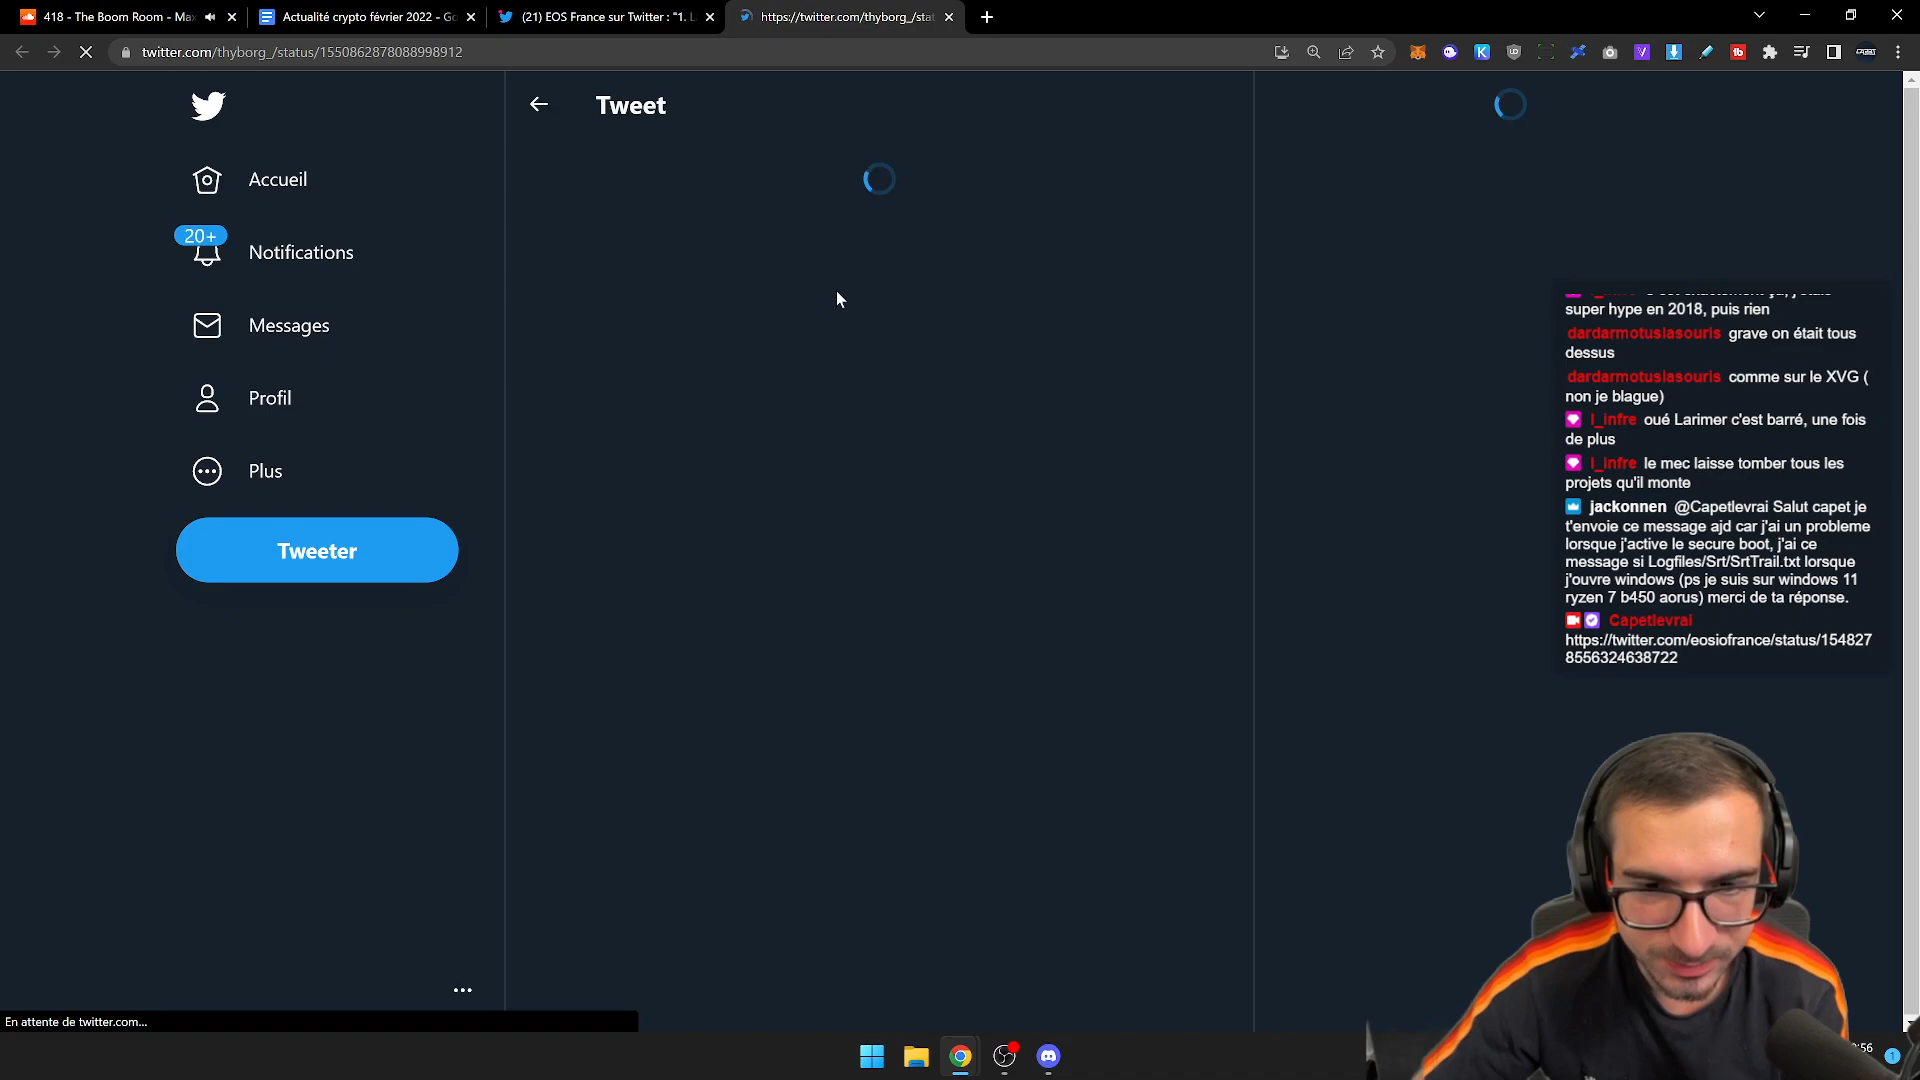 418 - The Boom Room - Max
Actualité crypto février 2022 - Go
(21) EOS France sur Twitter : "1. L
https://twitter.com/thyborg_/stat
twitter.com/thyborg_/status/1550862878088998912
Tweet
Accueil
20+
Notifications
Messages
Profil
Plus
Tweeter
super hype en 2018, puis rien
dardarmotuslasouris grave on était tous
dessus
dardarmotuslasouris comme sur le XVG (
non je blague)
l_infre oué Larimer c'est barré, une fois
de plus
l_infre le mec laisse tomber tous les
projets qu'il monte
jackonnen @Capetlevrai Salut capet je
t'envoie ce message ajd car j'ai un probleme
lorsque j'active le secure boot, j'ai ce
message si Logfiles/Srt/SrtTrail.txt lorsque
j'ouvre windows (ps je suis sur windows 11
ryzen 7 b450 aorus) merci de ta réponse.
Capetlevrai
https://twitter.com/eosiofrance/status/154827
8556324638722
En attente de twitter.com...
:56
1